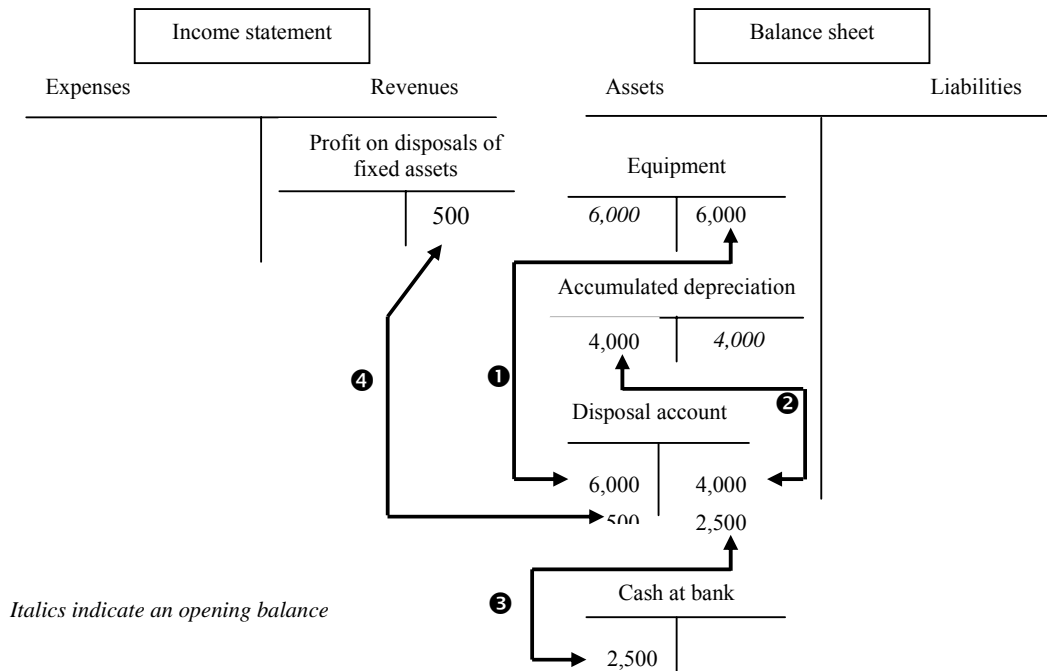 Income statement
Balance sheet
Expenses
Revenues
Assets
Liabilities
Profit on disposals of
fixed assets
500
Equipment
6,000 6,000
Accumulated depreciation
4,000 4,000
❹
❶
❷
Disposal account
6,000 4,000
500 2,500
❸
Cash at bank
Italics indicate an opening balance
2,500